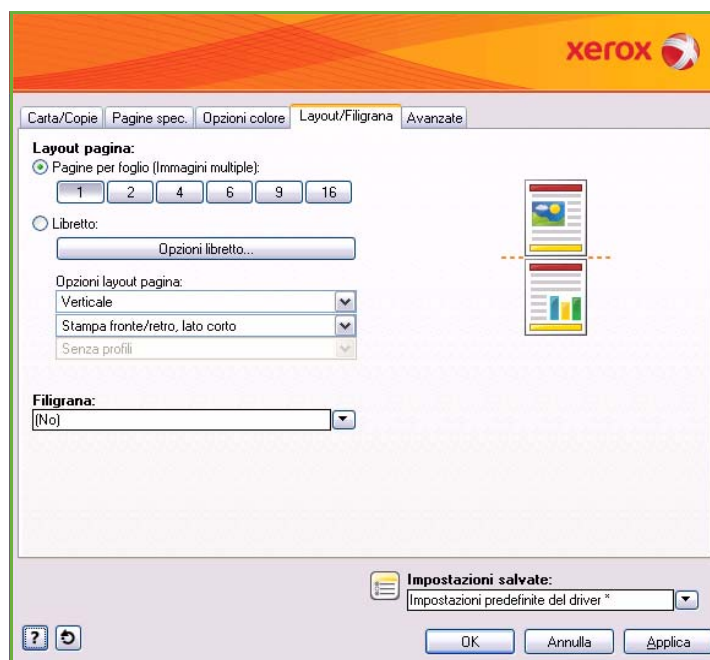 xerox
Carta/Copie Pagine spec. Opzioni colore Layout/Filigrana Avanzate
Layout pagina:
Pagine per foglio (Immagini multiple):
1 2 4 6 9 16
Libretto:
Opzioni libretto...
Opzioni layout pagina:
Verticale
Stampa fronte/retro, lato corto
Senza profili
Filigrana:
(No)
Impostazioni salvate:
Impostazioni predefinite del driver *
?
OK Annulla Applica